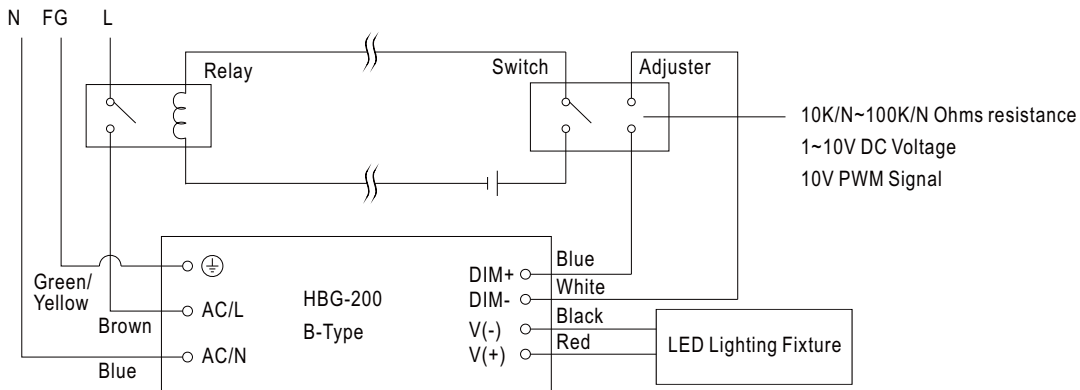 N FG L
Relay
Switch
Adjuster
10K/N~100K/N Ohms resistance
1~10V DC Voltage
10V PWM Signal
Green/
Yellow
Brown
Blue
AC/L
AC/N
HBG-200
B-Type
DIM+
DIM-
V(-)
V(+)
Blue
White
Black
Red
LED Lighting Fixture